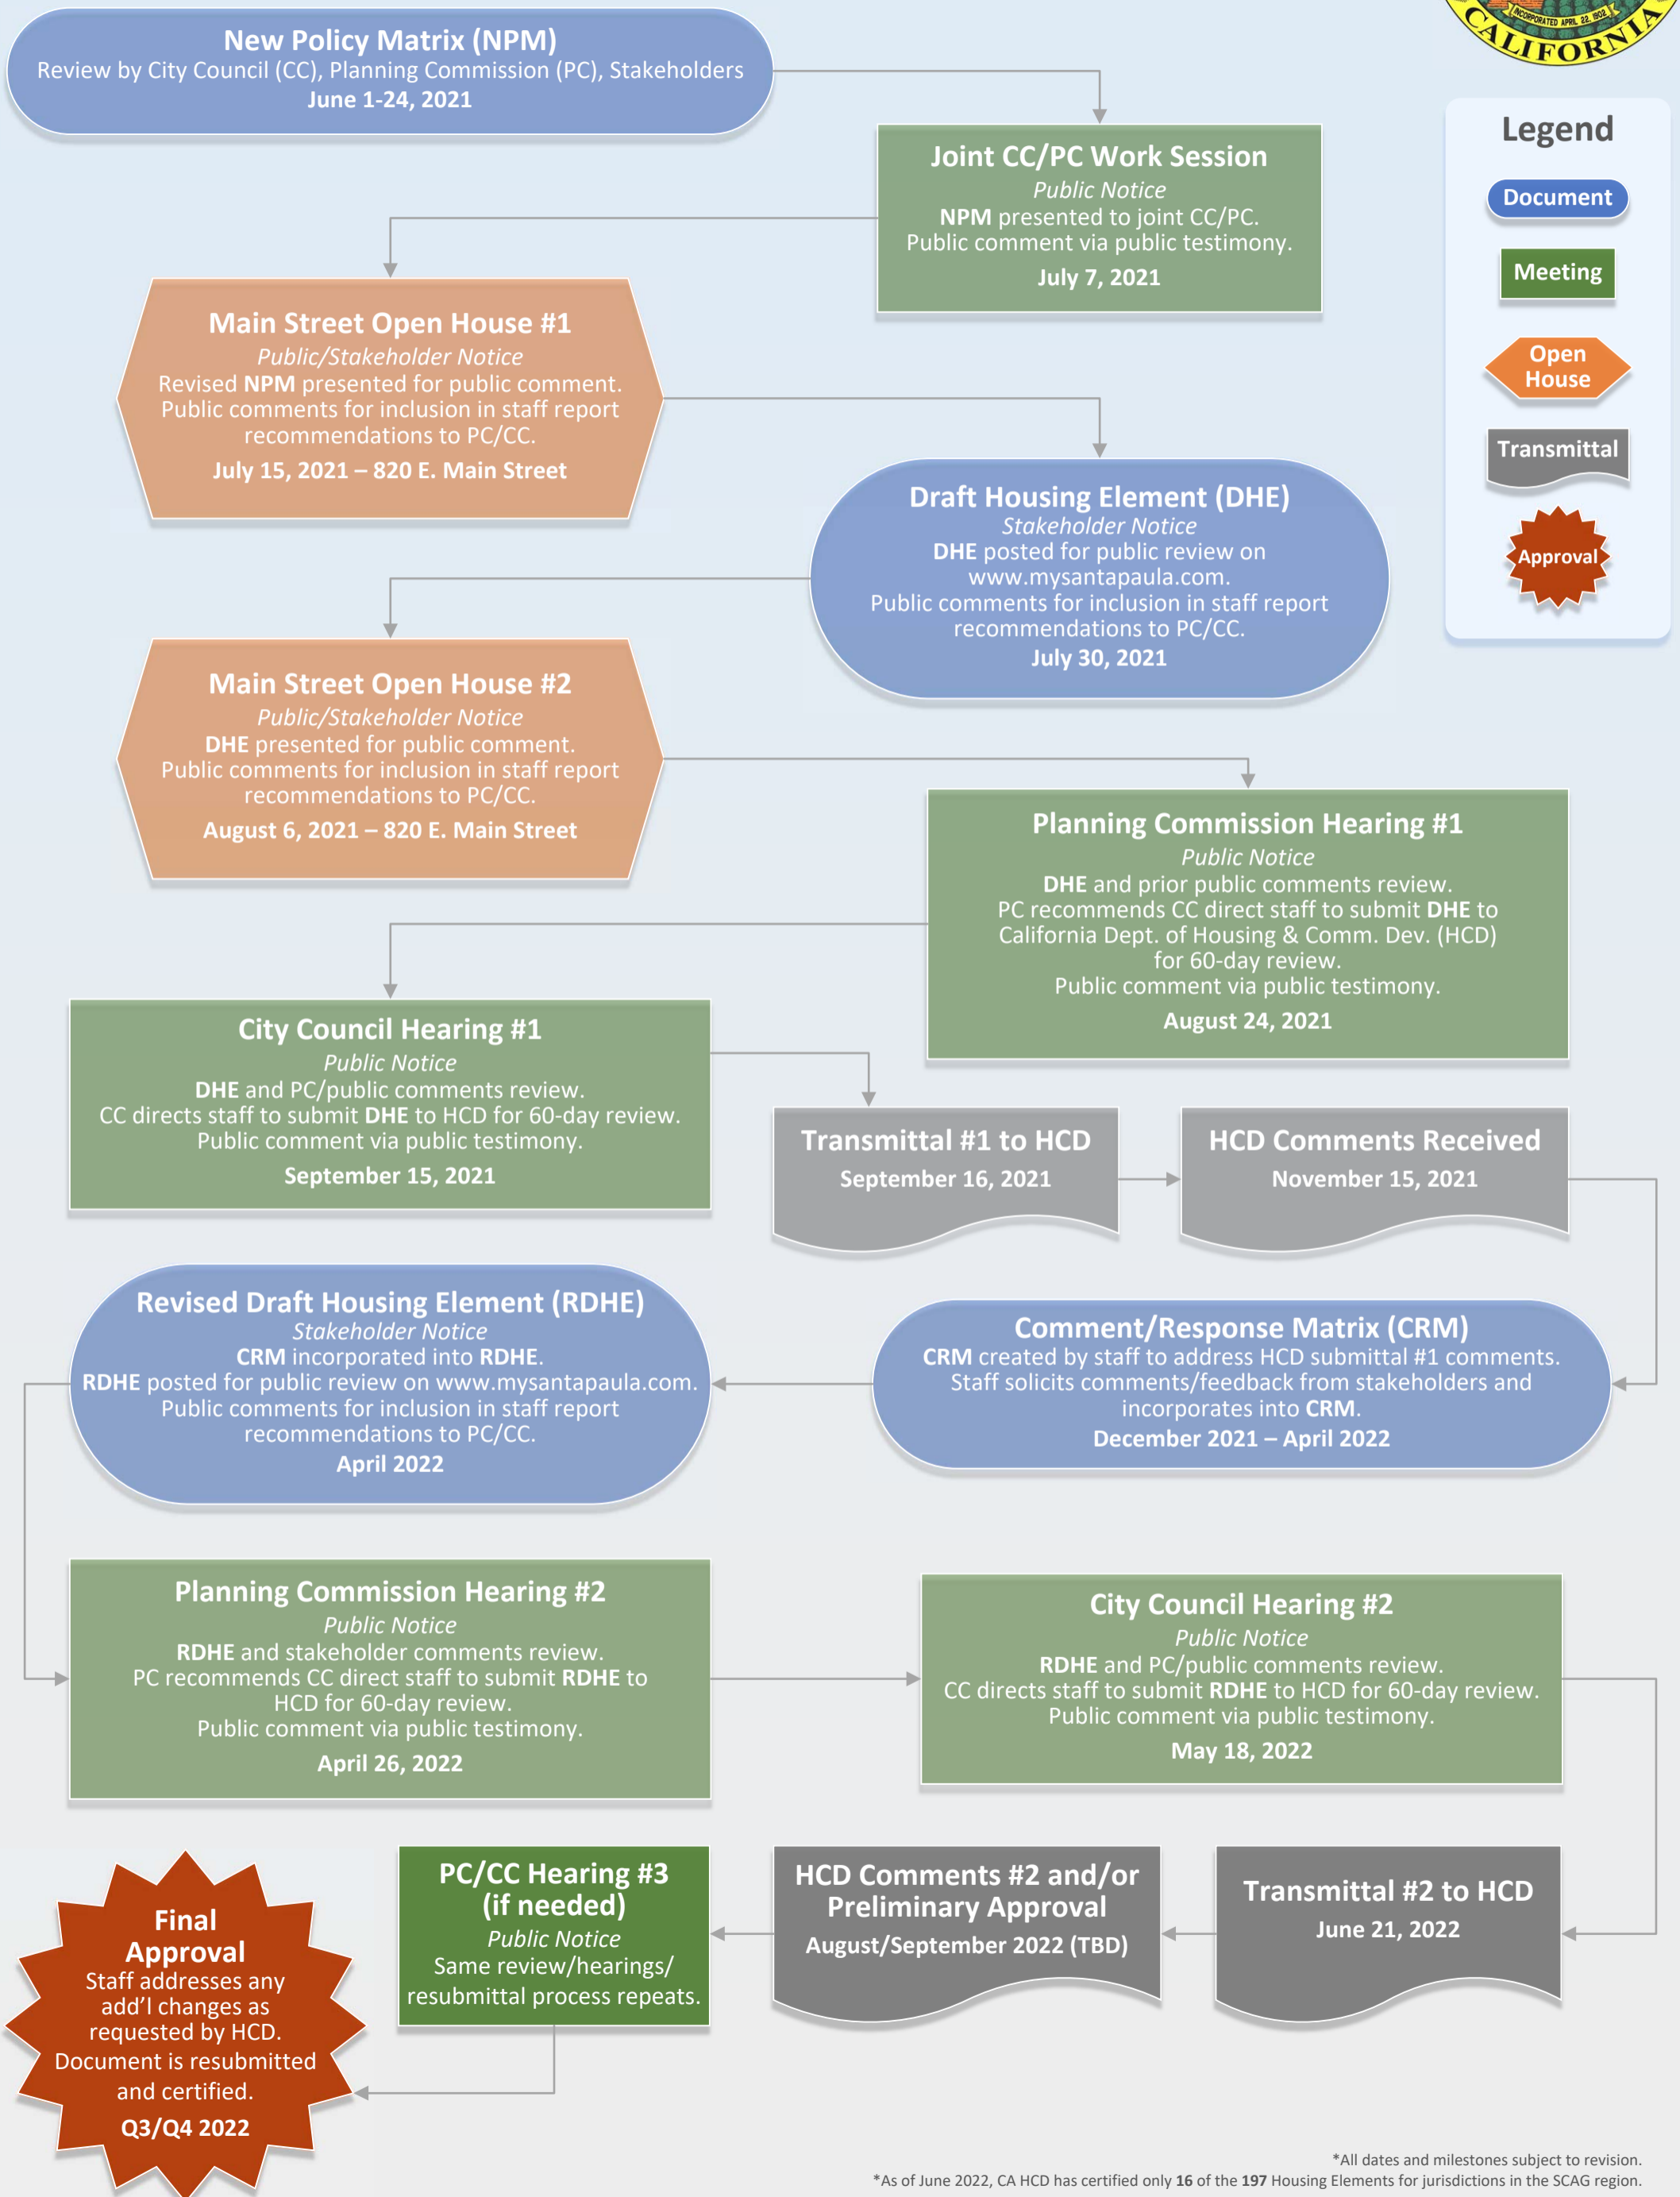 INCORPORATED APRIL 22, 1902
CALIFORNIA
New Policy Matrix (NPM)
Review by City Council (CC), Planning Commission (PC), Stakeholders
June 1-24, 2021
Legend
Document
Meeting
Open
House
Transmittal
Approval
Joint CC/PC Work Session
Public Notice
NPM presented to joint CC/PC.
Public comment via public testimony.
July 7, 2021
Main Street Open House #1
Public/Stakeholder Notice
Revised NPM presented for public comment.
Public comments for inclusion in staff report
recommendations to PC/CC.
July 15, 2021 – 820 E. Main Street
Draft Housing Element (DHE)
Stakeholder Notice
DHE posted for public review on
www.mysantapaula.com.
Public comments for inclusion in staff report
recommendations to PC/CC.
July 30, 2021
Main Street Open House #2
Public/Stakeholder Notice
DHE presented for public comment.
Public comments for inclusion in staff report
recommendations to PC/CC.
August 6, 2021 – 820 E. Main Street
Planning Commission Hearing #1
Public Notice
DHE and prior public comments review.
PC recommends CC direct staff to submit DHE to
California Dept. of Housing & Comm. Dev. (HCD)
for 60-day review.
Public comment via public testimony.
August 24, 2021
City Council Hearing #1
Public Notice
DHE and PC/public comments review.
CC directs staff to submit DHE to HCD for 60-day review.
Public comment via public testimony.
September 15, 2021
Transmittal #1 to HCD
September 16, 2021
HCD Comments Received
November 15, 2021
Comment/Response Matrix (CRM)
CRM created by staff to address HCD submittal #1 comments.
Staff solicits comments/feedback from stakeholders and
incorporates into CRM.
December 2021 – April 2022
Revised Draft Housing Element (RDHE)
Stakeholder Notice
CRM incorporated into RDHE.
RDHE posted for public review on www.mysantapaula.com.
Public comments for inclusion in staff report
recommendations to PC/CC.
April 2022
Planning Commission Hearing #2
Public Notice
RDHE and stakeholder comments review.
PC recommends CC direct staff to submit RDHE to
HCD for 60-day review.
Public comment via public testimony.
April 26, 2022
City Council Hearing #2
Public Notice
RDHE and PC/public comments review.
CC directs staff to submit RDHE to HCD for 60-day review.
Public comment via public testimony.
May 18, 2022
Transmittal #2 to HCD
June 21, 2022
HCD Comments #2 and/or
Preliminary Approval
August/September 2022 (TBD)
PC/CC Hearing #3
(if needed)
Public Notice
Same review/hearings/
resubmittal process repeats.
Final
Approval
Staff addresses any
add'l changes as
requested by HCD.
Document is resubmitted
and certified.
Q3/Q4 2022
*All dates and milestones subject to revision.
*As of June 2022, CA HCD has certified only 16 of the 197 Housing Elements for jurisdictions in the SCAG region.